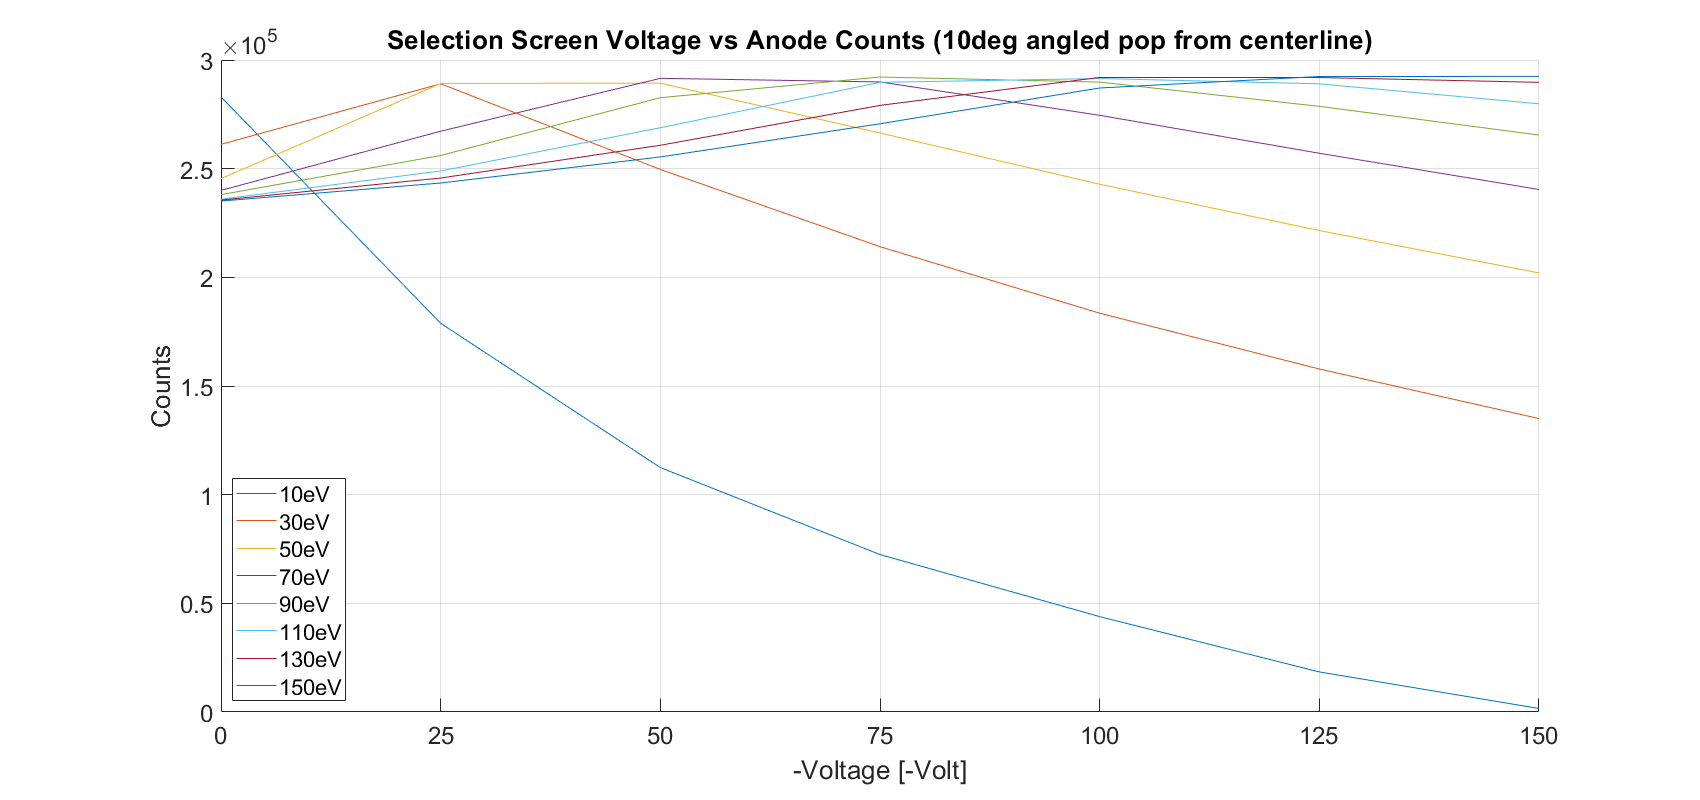 Selection Screen Voltage vs Anode Counts (10deg angled pop from centerline)
×10^5
3
2.5
2
1.5
1
0.5
0
Counts
10eV
30eV
50eV
70eV
90eV
110eV
130eV
150eV
0 25 50 75 100 125 150
-Voltage [-Volt]